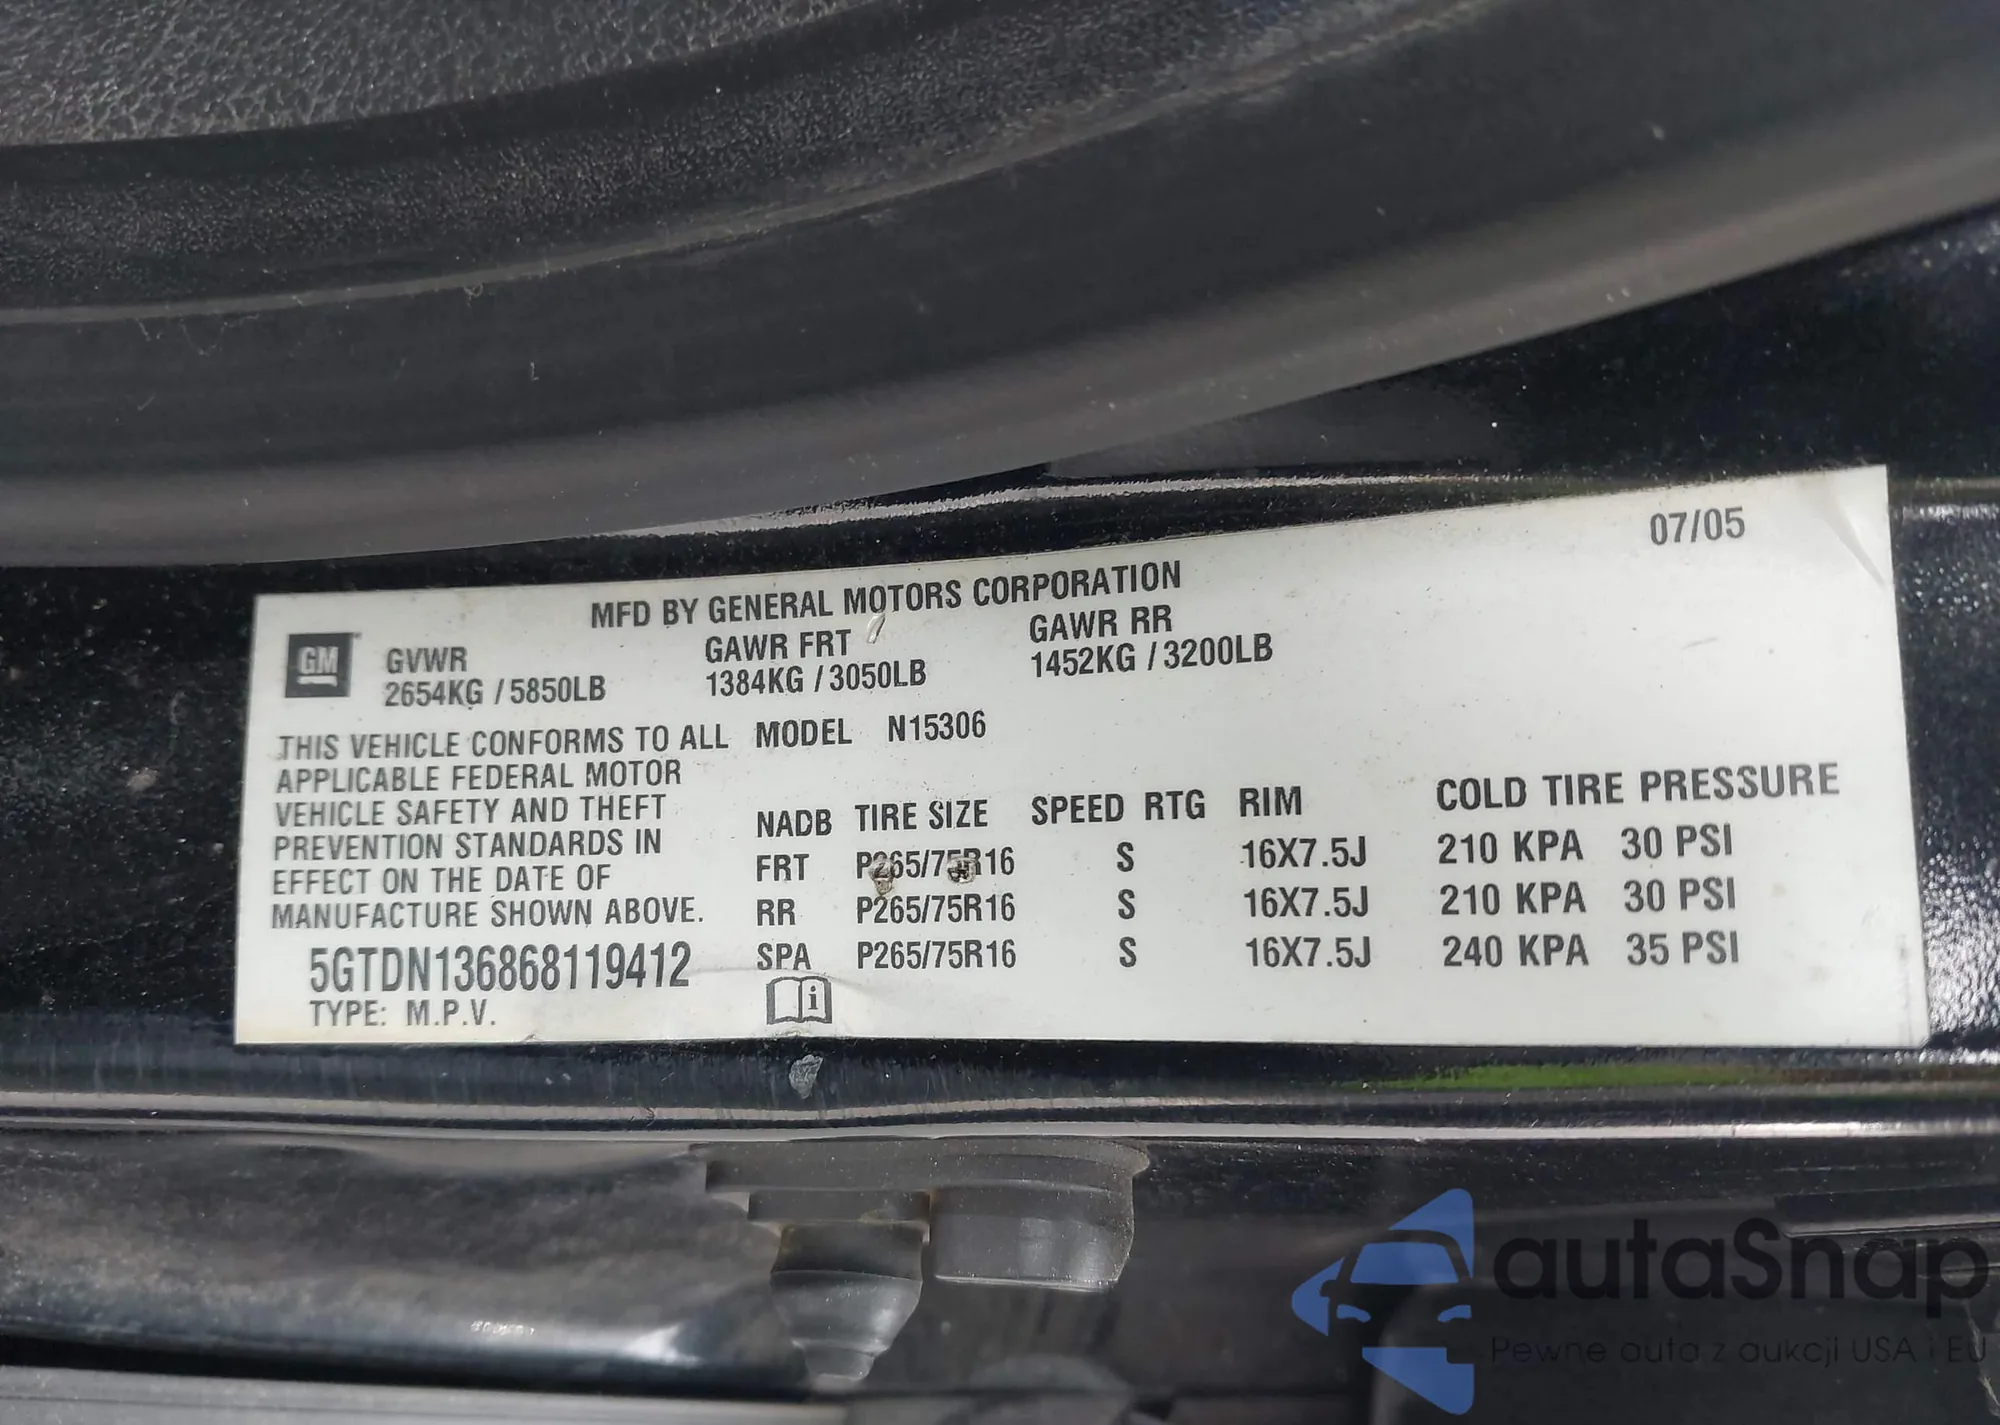 07/05
MFD BY GENERAL MOTORS CORPORATION
GM GVWR GAWR FRT GAWR RR
2654KG / 5850LB 1384KG / 3050LB 1452KG / 3200LB
THIS VEHICLE CONFORMS TO ALL
APPLICABLE FEDERAL MOTOR
VEHICLE SAFETY AND THEFT
PREVENTION STANDARDS IN
EFFECT ON THE DATE OF
MANUFACTURE SHOWN ABOVE.
5GTDN136868119412
TYPE: M.P.V.
MODEL N15306
NADB TIRE SIZE SPEED RTG RIM COLD TIRE PRESSURE
FRT P265/75R16 S 16X7.5J 210 KPA 30 PSI
RR P265/75R16 S 16X7.5J 210 KPA 30 PSI
SPA P265/75R16 S 16X7.5J 240 KPA 35 PSI
i
autaSnap
Pewne auta z aukcji USA i EU